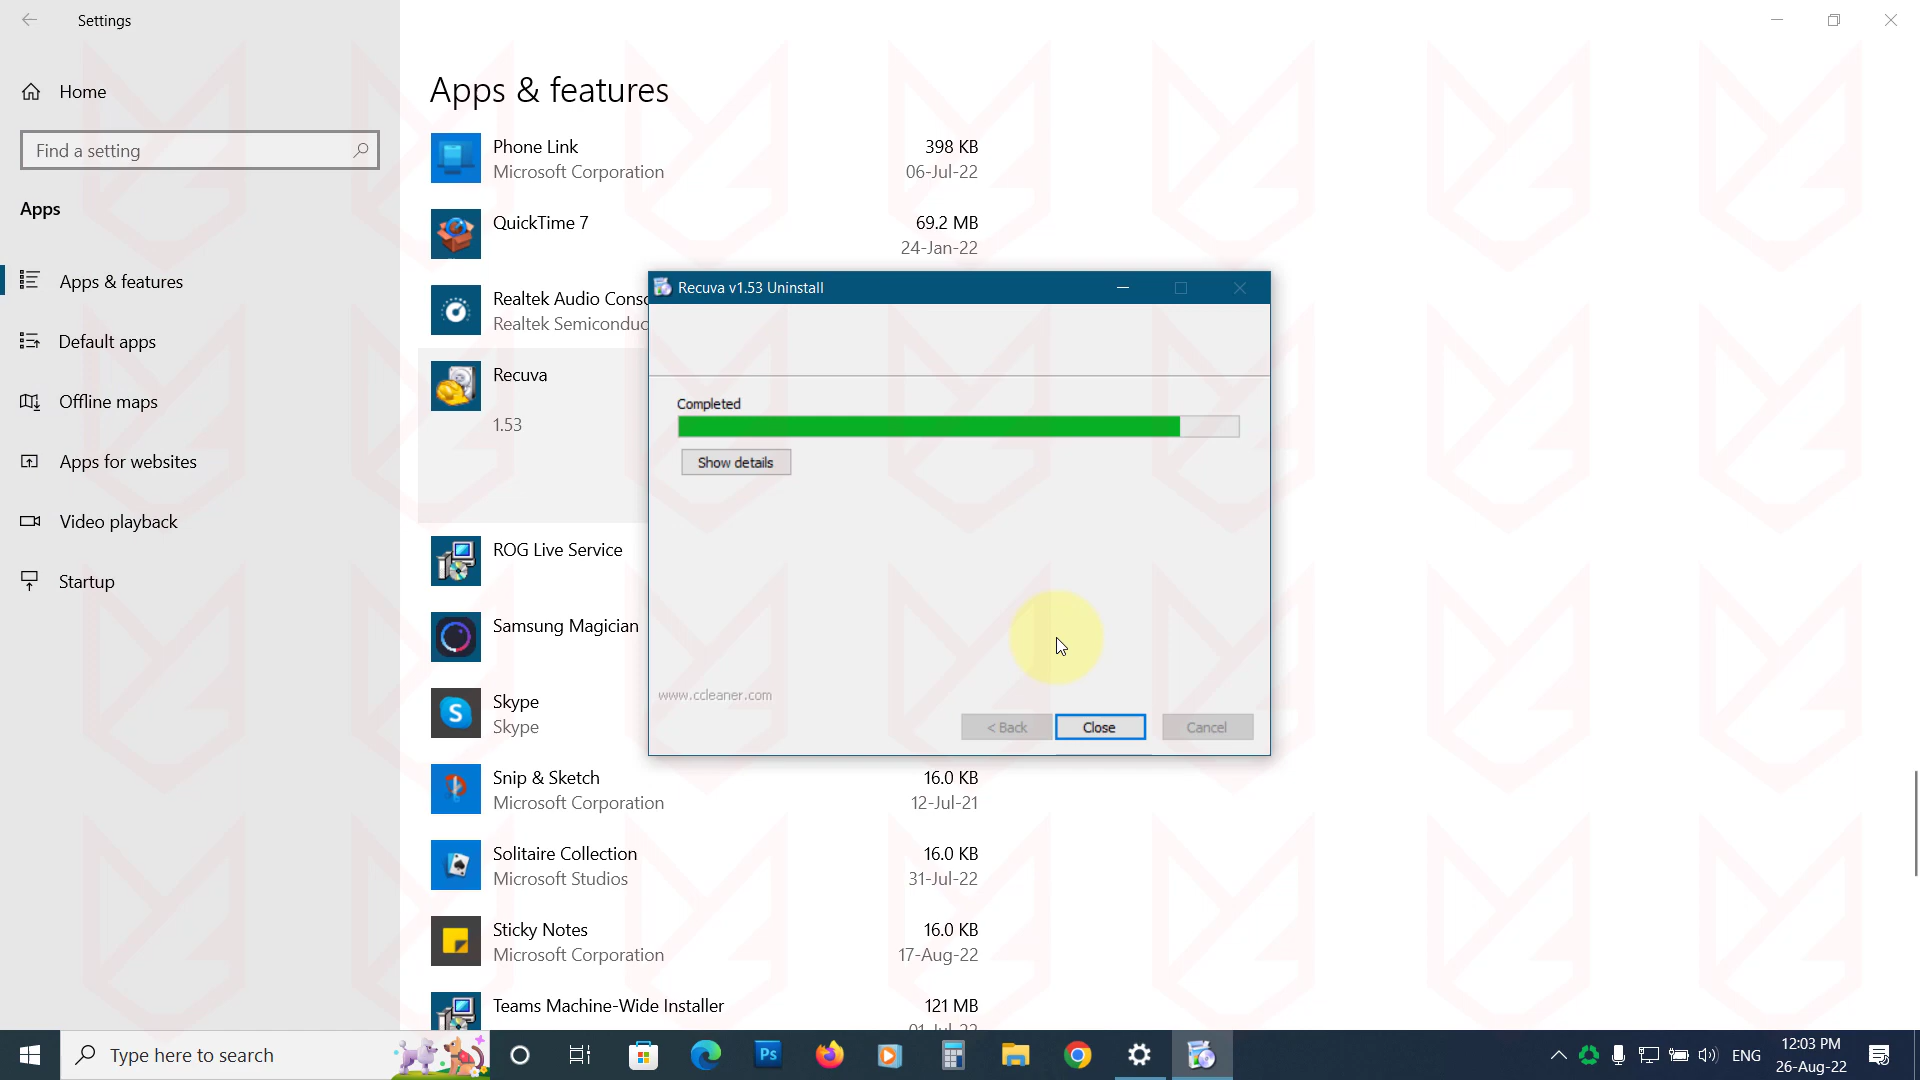 Settings
Home
Find a setting
Apps
Apps & features
Default apps
Offline maps
Apps for websites
Video playback
Startup
Apps & features
Phone Link 398 KB
Microsoft Corporation 06-Jul-22
QuickTime 7 69.2 MB
24-Jan-22
Realtek Audio Conso
Realtek Semiconduc
Recuva
1.53
ROG Live Service
Samsung Magician
Skype
Skype
Snip & Sketch 16.0 KB
Microsoft Corporation 12-Jul-21
Solitaire Collection 16.0 KB
Microsoft Studios 31-Jul-22
Sticky Notes 16.0 KB
Microsoft Corporation 17-Aug-22
Teams Machine-Wide Installer 121 MB
01-Jul-22
Recuva v1.53 Uninstall
Completed
Show details
www.ccleaner.com
< Back Close Cancel
Type here to search
Ps
ENG
12:03 PM
26-Aug-22